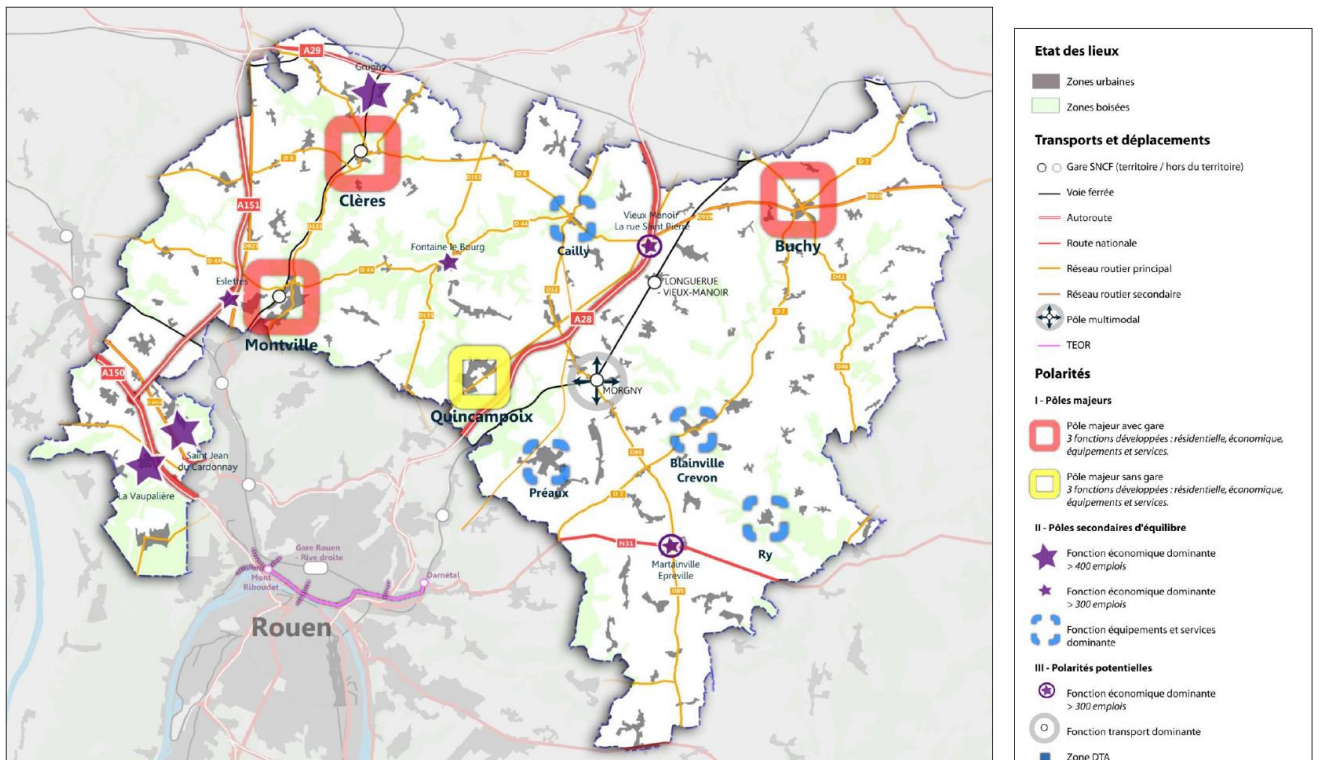 A29
Grugny
D 6
Clères
D 151
D 6
D 7
D919
D919
A151
D 44
Vieux Manoir
La rue Saint Pierre
Buchy
Cailly
Fontaine le Bourg
D 44
D 44
Eslettes
LONGUERUE
- VIEUX-MANOIR
D 12
D 7
A28
Montville
A150
Quincampoix
MORGNY
Saint Jean
du Cardonnay
Blainville
Crevon
La Vaupalière
Préaux
D 7
Ry
N31
Martainville
Epreville
Gare Rouen
- Rive droite
Mont
Riboudet
Darnétal
Rouen
Etat des lieux
Zones urbaines
Zones boisées
Transports et déplacements
Gare SNCF (territoire / hors du territoire)
Voie ferrée
Autoroute
Route nationale
Réseau routier principal
Réseau routier secondaire
Pôle multimodal
TEOR
Polarités
I - Pôles majeurs
Pôle majeur avec gare
3 fonctions développées : résidentielle, économique,
équipements et services.
Pôle majeur sans gare
3 fonctions développées : résidentielle, économique,
équipements et services.
II - Pôles secondaires d'équilibre
Fonction économique dominante
> 400 emplois
Fonction économique dominante
> 300 emplois
Fonction équipements et services
dominante
III - Polarités potentielles
Fonction économique dominante
> 300 emplois
Fonction transport dominante
Zone DTA